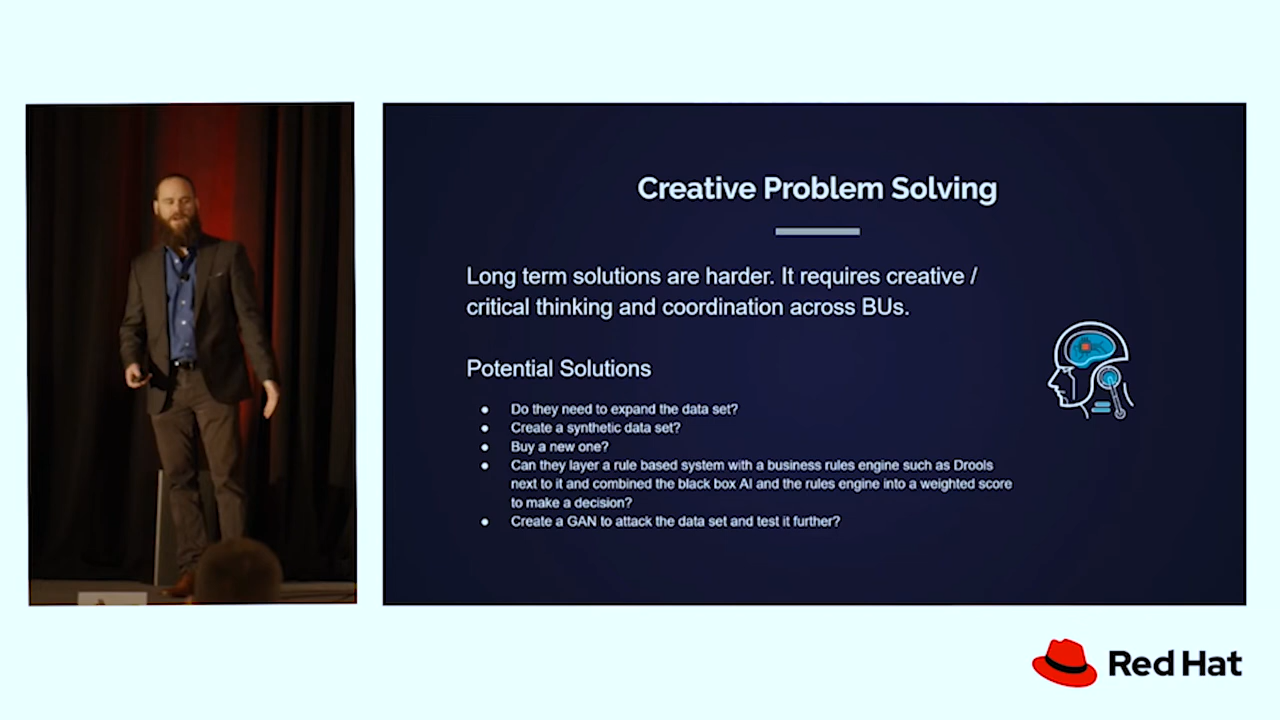 Creative Problem Solving
Long term solutions are harder. It requires creative /
critical thinking and coordination across BUs.
Potential Solutions
● Do they need to expand the data set?
● Create a synthetic data set?
● Buy a new one?
● Can they layer a rule based system with a business rules engine such as Drools
next to it and combined the black box AI and the rules engine into a weighted score
to make a decision?
● Create a GAN to attack the data set and test it further?
Red Hat